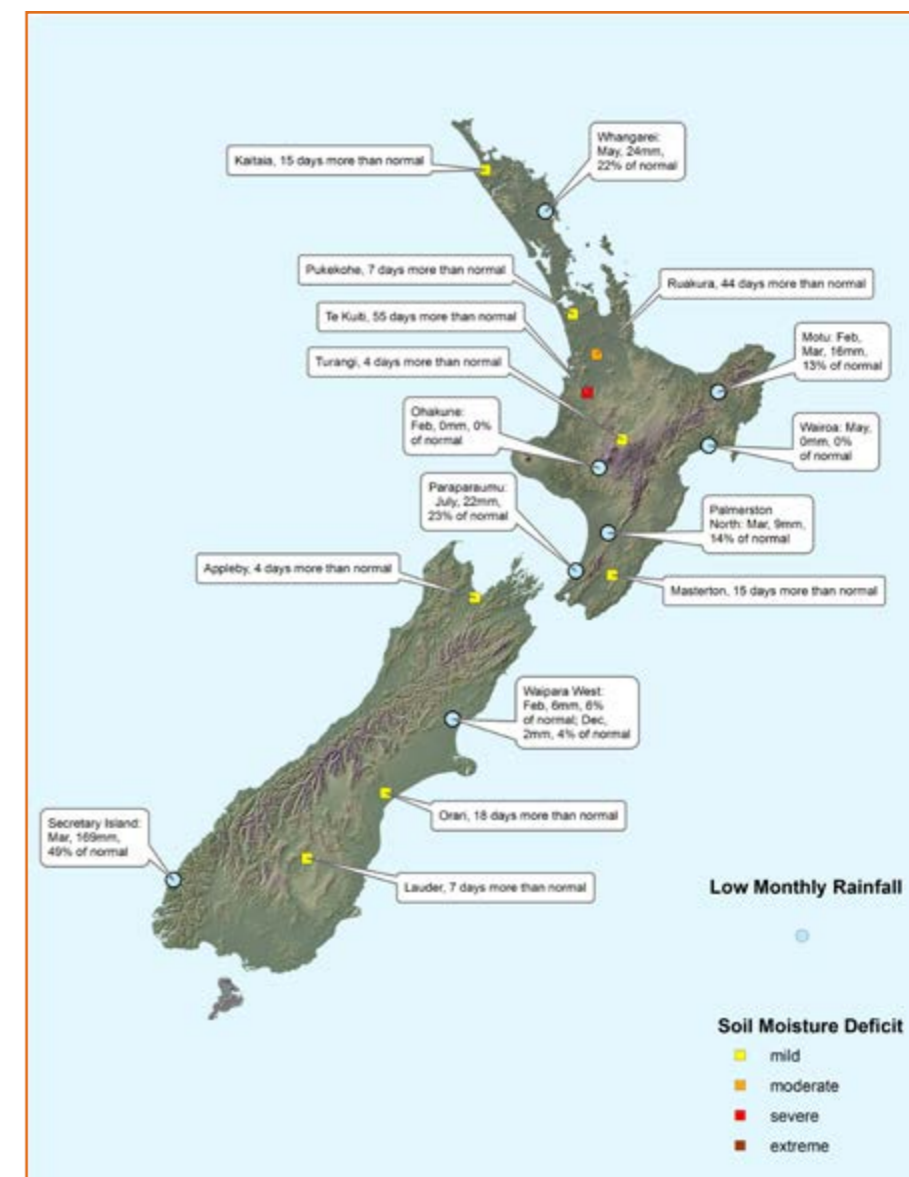 Whangarei:
May, 24mm,
22% of normal
Kaitaia, 15 days more than normal
Pukekohe, 7 days more than normal
Ruakura, 44 days more than normal
Te Kuiti, 55 days more than normal
Motu: Feb,
Mar, 16mm,
13% of normal
Turangi, 4 days more than normal
Ohakune:
Feb, 0mm, 0%
of normal
Wairoa: May,
0mm, 0%
of normal
Paraparaumu:
July, 22mm,
23% of normal
Palmerston
North: Mar, 9mm,
14% of normal
Appleby, 4 days more than normal
Masterton, 15 days more than normal
Waipara West:
Feb, 6mm, 6%
of normal; Dec,
2mm, 4% of normal
Orari, 18 days more than normal
Secretary Island:
Mar, 169mm,
49% of normal
Lauder, 7 days more than normal
Low Monthly Rainfall
Soil Moisture Deficit
mild
moderate
severe
extreme